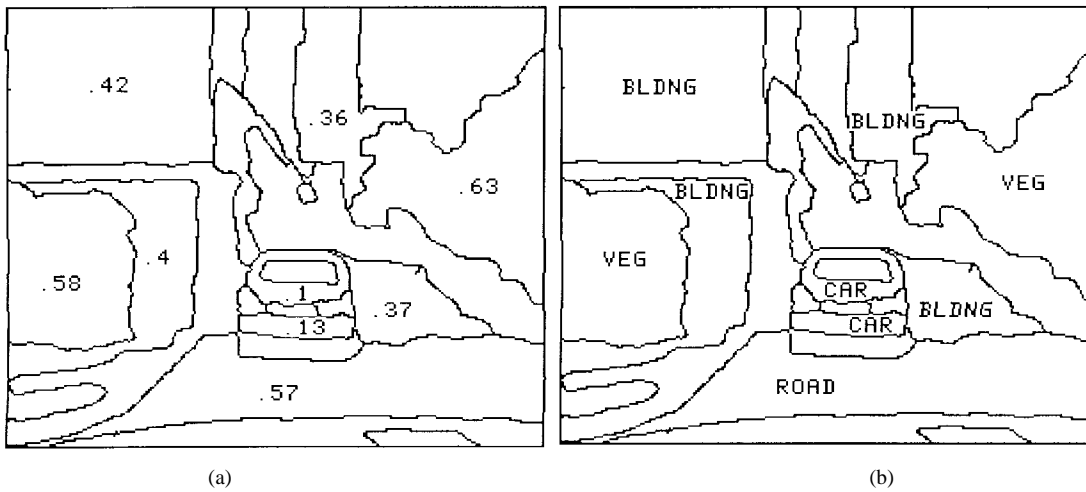 .42
.36
.63
.4
.58
.1
.37
.13
.57
(a)
BLDNG
BLDNG
BLDNG
VEG
VEG
CAR
BLDNG
CAR
ROAD
(b)